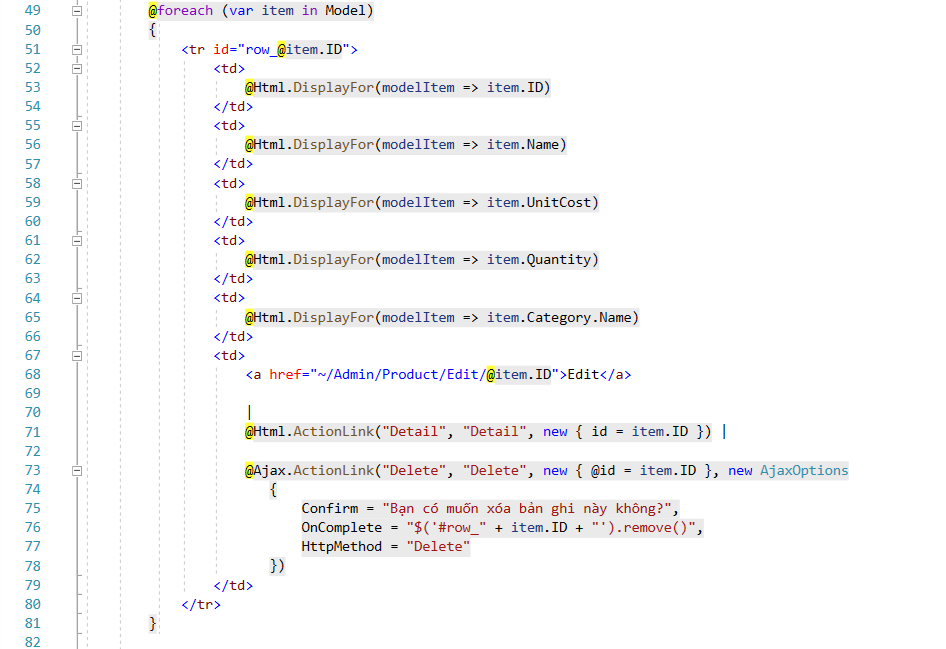 49 @foreach (var item in Model)
50 {
51 <tr id="row_@item.ID">
52 <td>
53 @Html.DisplayFor(modelItem => item.ID)
54 </td>
55 <td>
56 @Html.DisplayFor(modelItem => item.Name)
57 </td>
58 <td>
59 @Html.DisplayFor(modelItem => item.UnitCost)
60 </td>
61 <td>
62 @Html.DisplayFor(modelItem => item.Quantity)
63 </td>
64 <td>
65 @Html.DisplayFor(modelItem => item.Category.Name)
66 </td>
67 <td>
68 <a href="~/Admin/Product/Edit/@item.ID">Edit</a>
69
70 |
71 @Html.ActionLink("Detail", "Detail", new { id = item.ID }) |
72
73 @Ajax.ActionLink("Delete", "Delete", new { @id = item.ID }, new AjaxOptions
74 {
75 Confirm = "Bạn có muốn xóa bản ghi này không?",
76 OnComplete = "$('#row_" + item.ID + "').remove()",
77 HttpMethod = "Delete"
78 })
79 </td>
80 </tr>
81 }
82